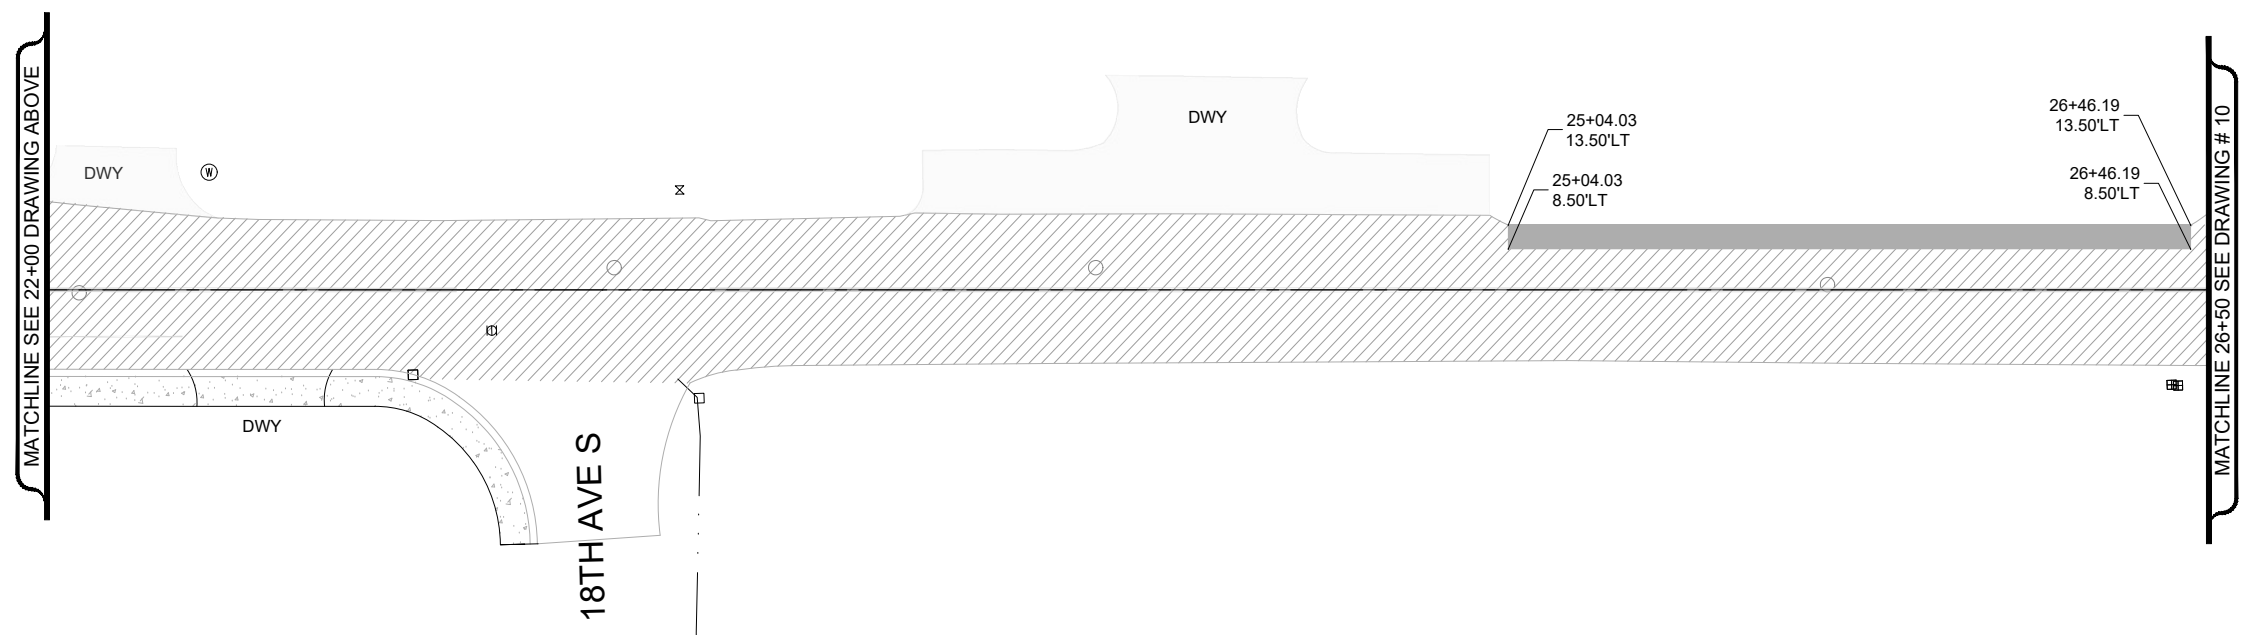 MATCHLINE SEE 22+00 DRAWING ABOVE
DWY
W
DWY
25+04.03
13.50'LT
25+04.03
8.50'LT
26+46.19
13.50'LT
26+46.19
8.50'LT
MATCHLINE 26+50 SEE DRAWING # 10
DWY
18TH AVE S